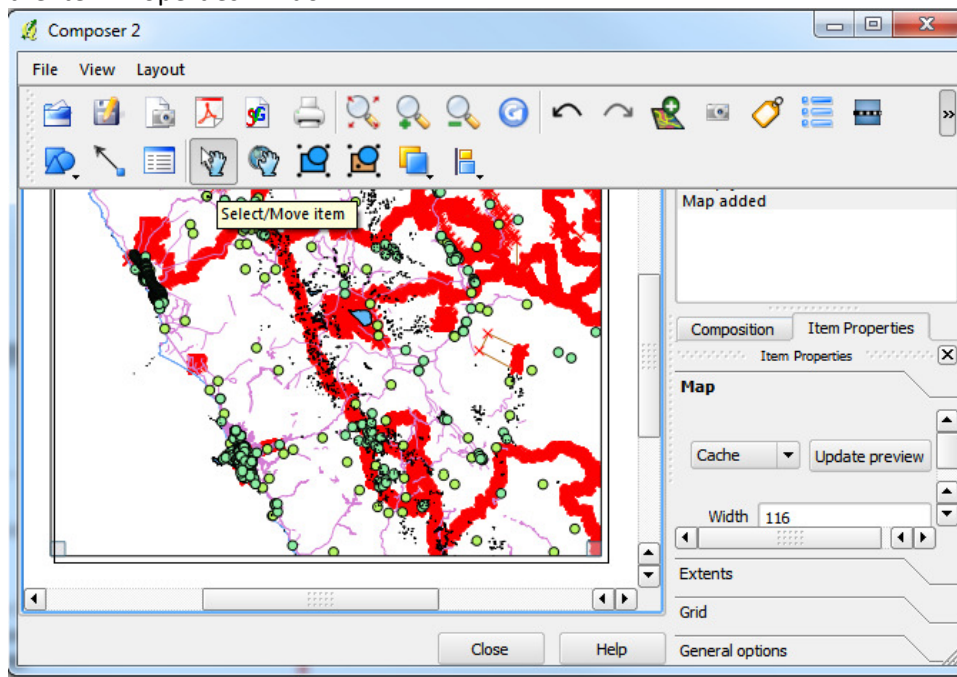 Composer 2
File View Layout
Select/Move item
Map added
Composition Item Properties
Item Properties
Map
Cache Update preview
Width 116
Extents
Grid
General options
Close Help